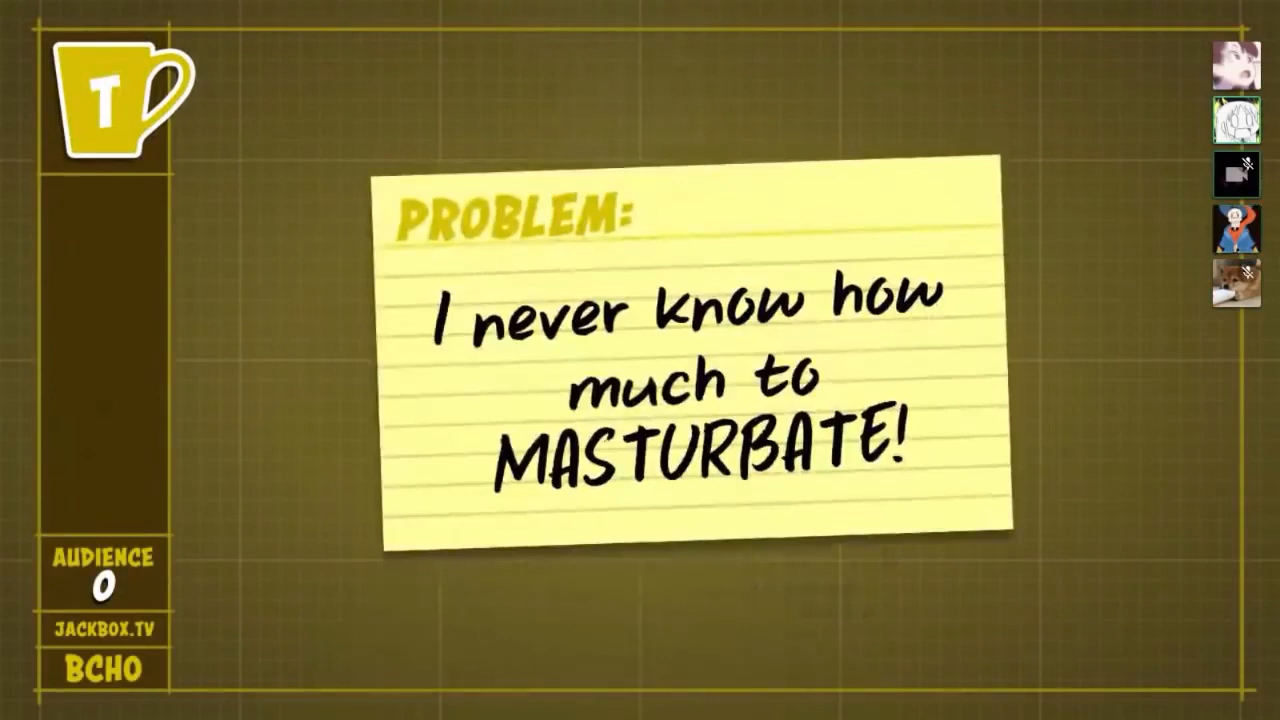 T
PROBLEM:
I never know how
much to
MASTURBATE!
AUDIENCE
0
JACKBOX.TV
BCHO